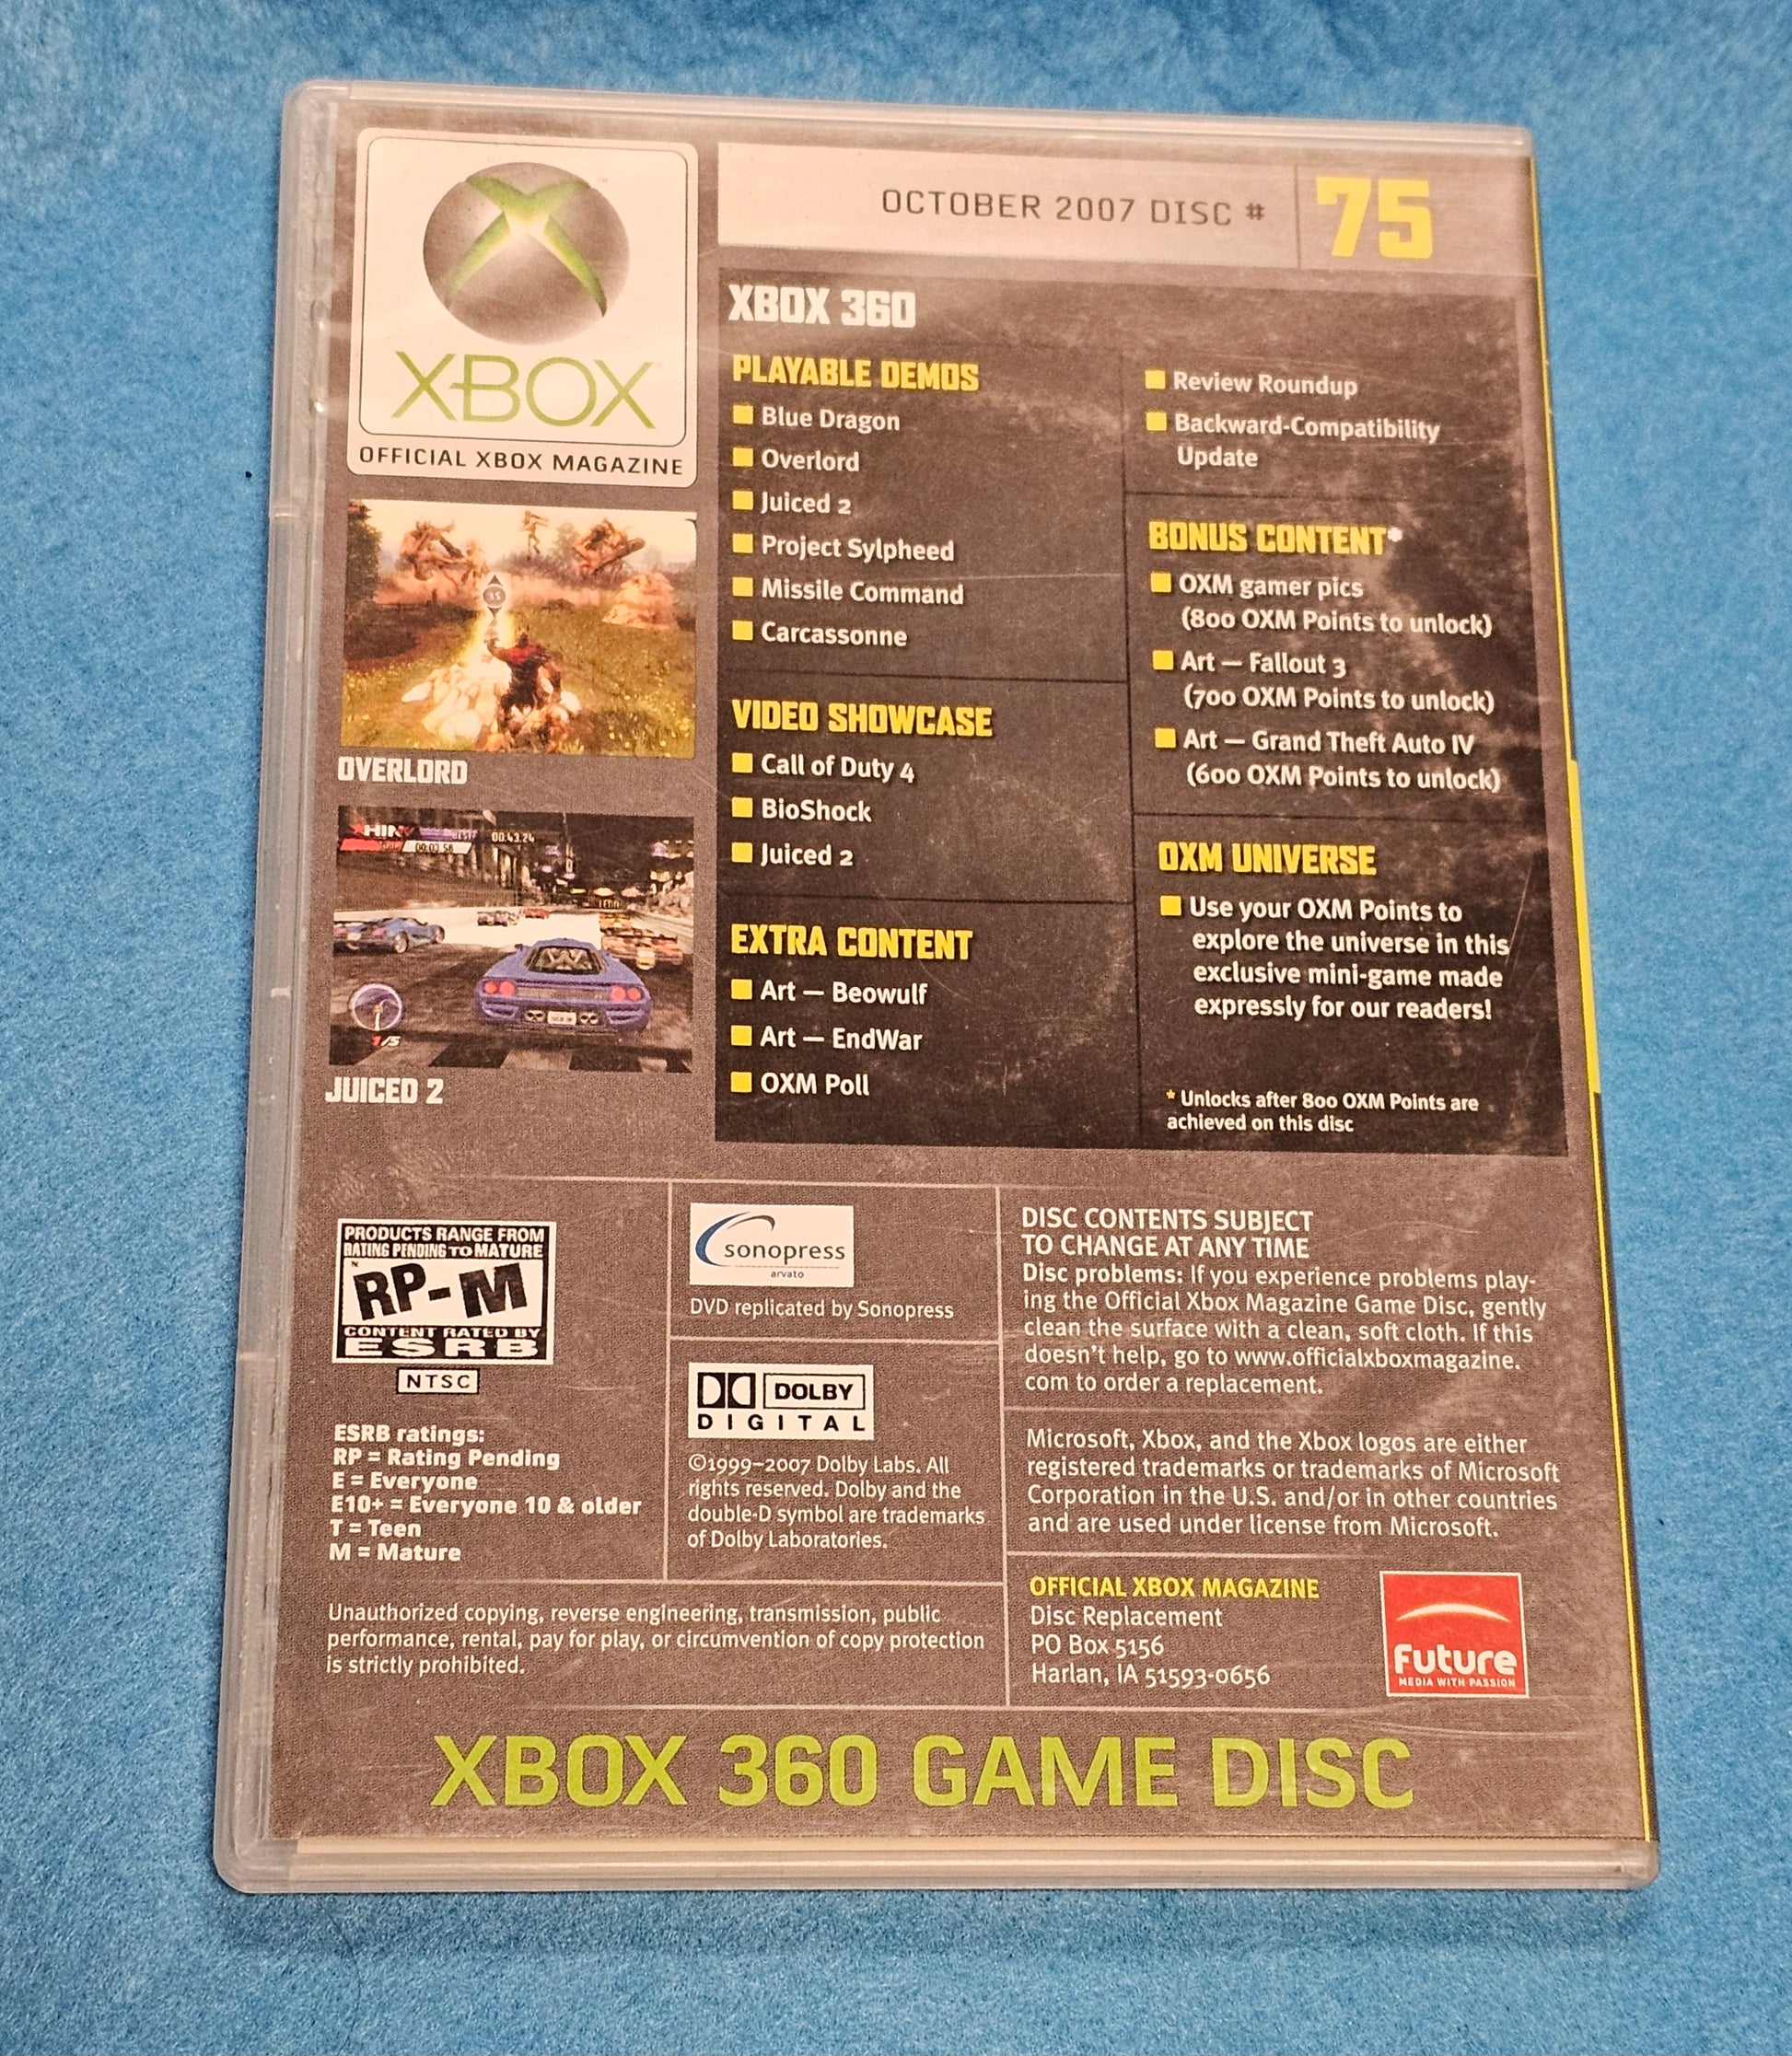 OCTOBER 2007 DISC # 75
XBOX
OFFICIAL XBOX MAGAZINE
35
OVERLORD
00:43.24
1/5
JUICED 2
XBOX 360
PLAYABLE DEMOS
Blue Dragon
Overlord
Juiced 2
Project Sylpheed
Missile Command
Carcassonne
VIDEO SHOWCASE
Call of Duty 4
BioShock
Juiced 2
EXTRA CONTENT
Art — Beowulf
Art — EndWar
OXM Poll
Review Roundup
Backward-Compatibility
Update
BONUS CONTENT*
OXM gamer pics
(800 OXM Points to unlock)
Art — Fallout 3
(700 OXM Points to unlock)
Art — Grand Theft Auto IV
(600 OXM Points to unlock)
OXM UNIVERSE
Use your OXM Points to
explore the universe in this
exclusive mini-game made
expressly for our readers!
* Unlocks after 800 OXM Points are
achieved on this disc
PRODUCTS RANGE FROM
RATING PENDING TO MATURE
RP-M
CONTENT RATED BY
ESRB
NTSC
ESRB ratings:
RP = Rating Pending
E = Everyone
E10+ = Everyone 10 & older
T = Teen
M = Mature
sonopress
arvato
DVD replicated by Sonopress
DOLBY
DIGITAL
©1999–2007 Dolby Labs. All
rights reserved. Dolby and the
double-D symbol are trademarks
of Dolby Laboratories.
Unauthorized copying, reverse engineering, transmission, public
performance, rental, pay for play, or circumvention of copy protection
is strictly prohibited.
DISC CONTENTS SUBJECT
TO CHANGE AT ANY TIME
Disc problems: If you experience problems play-
ing the Official Xbox Magazine Game Disc, gently
clean the surface with a clean, soft cloth. If this
doesn't help, go to www.officialxboxmagazine.
com to order a replacement.
Microsoft, Xbox, and the Xbox logos are either
registered trademarks or trademarks of Microsoft
Corporation in the U.S. and/or in other countries
and are used under license from Microsoft.
OFFICIAL XBOX MAGAZINE
Disc Replacement
PO Box 5156
Harlan, IA 51593-0656
Future
MEDIA WITH PASSION
XBOX 360 GAME DISC